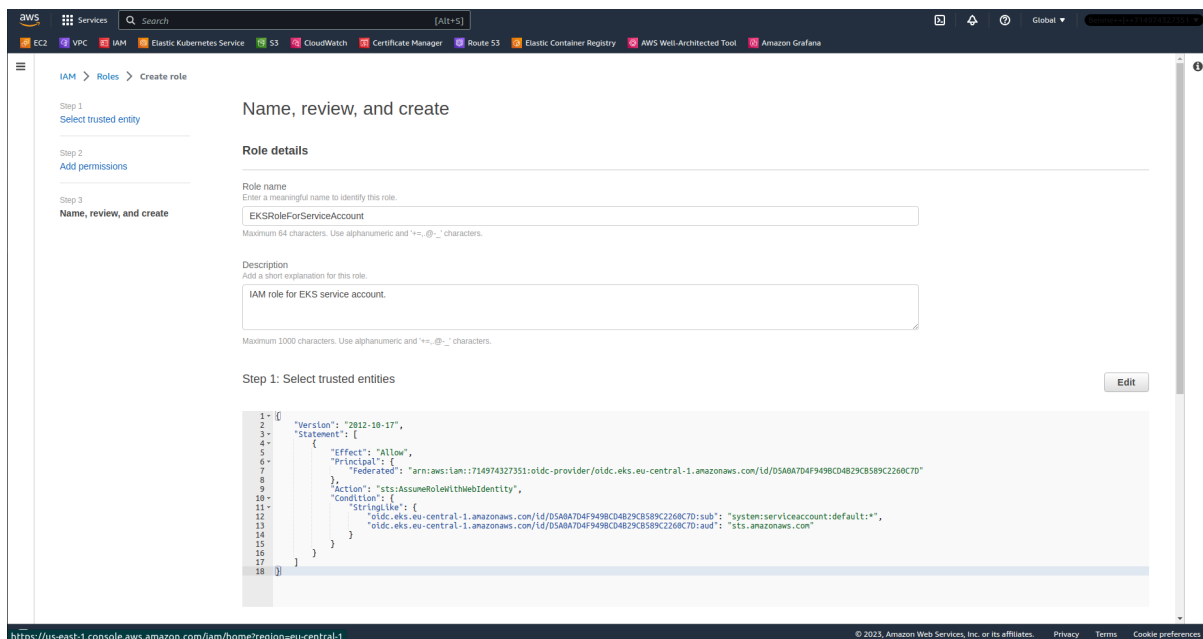 aws Services Search [Alt+S] Global
EC2 VPC IAM Elastic Kubernetes Service S3 CloudWatch Certificate Manager Route 53 Elastic Container Registry AWS Well-Architected Tool Amazon Grafana
IAM > Roles > Create role
Step 1
Select trusted entity
Step 2
Add permissions
Step 3
Name, review, and create
Name, review, and create
Role details
Role name
Enter a meaningful name to identify this role.
EKSRoleForServiceAccount
Maximum 64 characters. Use alphanumeric and '+=,.@-_' characters.
Description
Add a short explanation for this role.
IAM role for EKS service account.
Maximum 1000 characters. Use alphanumeric and '+=,.@-_' characters.
Step 1: Select trusted entities
Edit
1 {
2 "Version": "2012-10-17",
3 "Statement": [
4 {
5 "Effect": "Allow",
6 "Principal": {
7 "Federated": "arn:aws:iam::714974327351:oidc-provider/oidc.eks.eu-central-1.amazonaws.com/id/D5A0A7D4F949BCD4B29CB589C2260C7D"
8 },
9 "Action": "sts:AssumeRoleWithWebIdentity",
10 "Condition": {
11 "StringLike": {
12 "oidc.eks.eu-central-1.amazonaws.com/id/D5A0A7D4F949BCD4B29CB589C2260C7D:sub": "system:serviceaccount:default:*",
13 "oidc.eks.eu-central-1.amazonaws.com/id/D5A0A7D4F949BCD4B29CB589C2260C7D:aud": "sts.amazonaws.com"
14 }
15 }
16 }
17 ]
18 }
https://us-east-1.console.aws.amazon.com/iam/home?region=eu-central-1
© 2023, Amazon Web Services, Inc. or its affiliates. Privacy Terms Cookie preferences